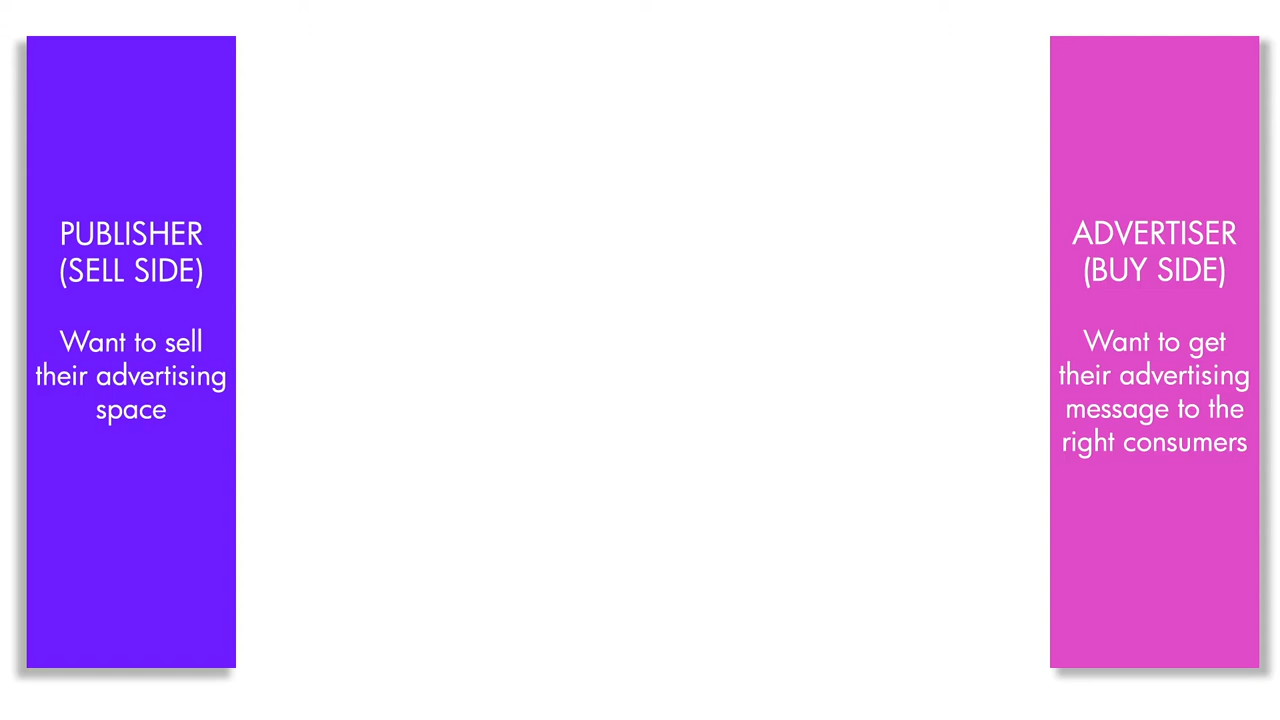 PUBLISHER
(SELL SIDE)
Want to sell
their advertising
space
ADVERTISER
(BUY SIDE)
Want to get
their advertising
message to the
right consumers